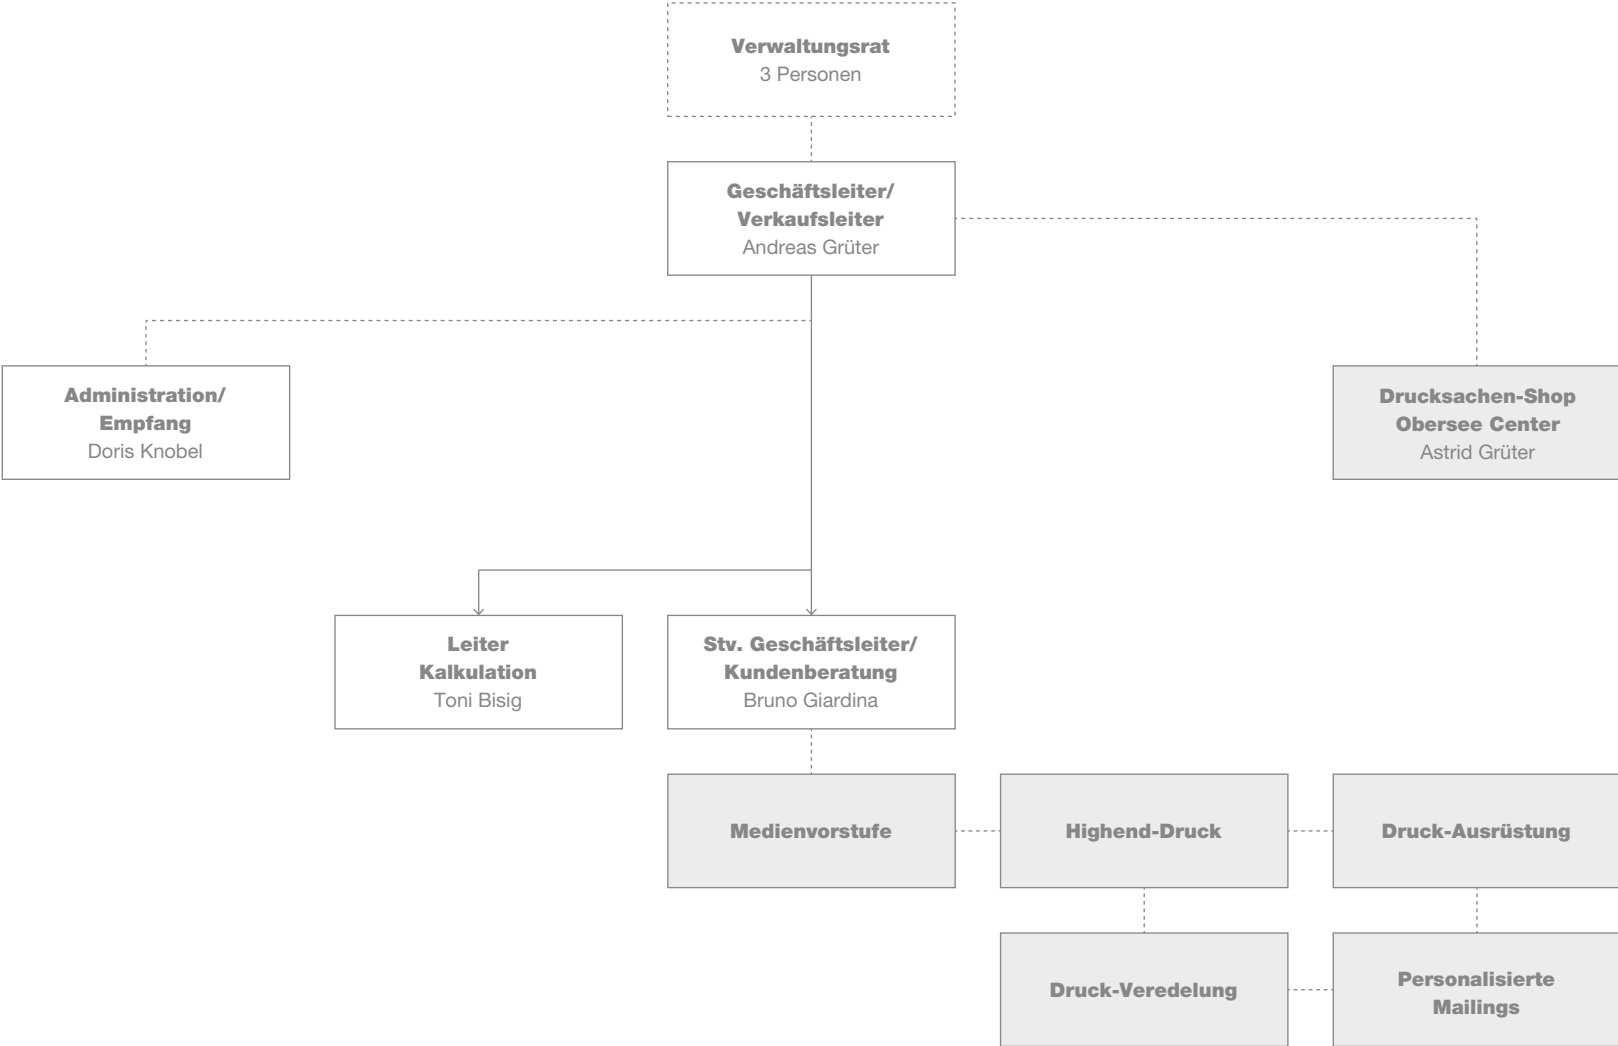 Verwaltungsrat
3 Personen
Geschäftsleiter/
Verkaufsleiter
Andreas Grüter
Administration/
Empfang
Doris Knobel
Drucksachen-Shop
Obersee Center
Astrid Grüter
Leiter
Kalkulation
Toni Bisig
Stv. Geschäftsleiter/
Kundenberatung
Bruno Giardina
Medienvorstufe
Highend-Druck
Druck-Ausrüstung
Druck-Veredelung
Personalisierte
Mailings